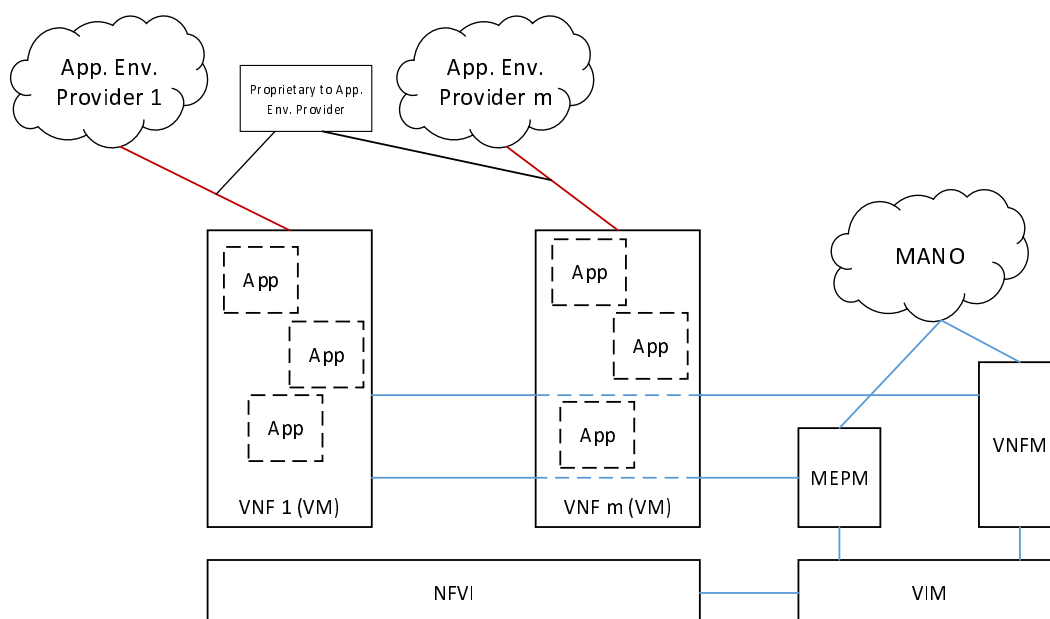 App. Env.
Provider 1
Proprietary to App.
Env. Provider
App. Env.
Provider m
MANO
App
App
App
VNF 1 (VM)
App
App
App
VNF m (VM)
MEPM
VNFM
NFVI
VIM